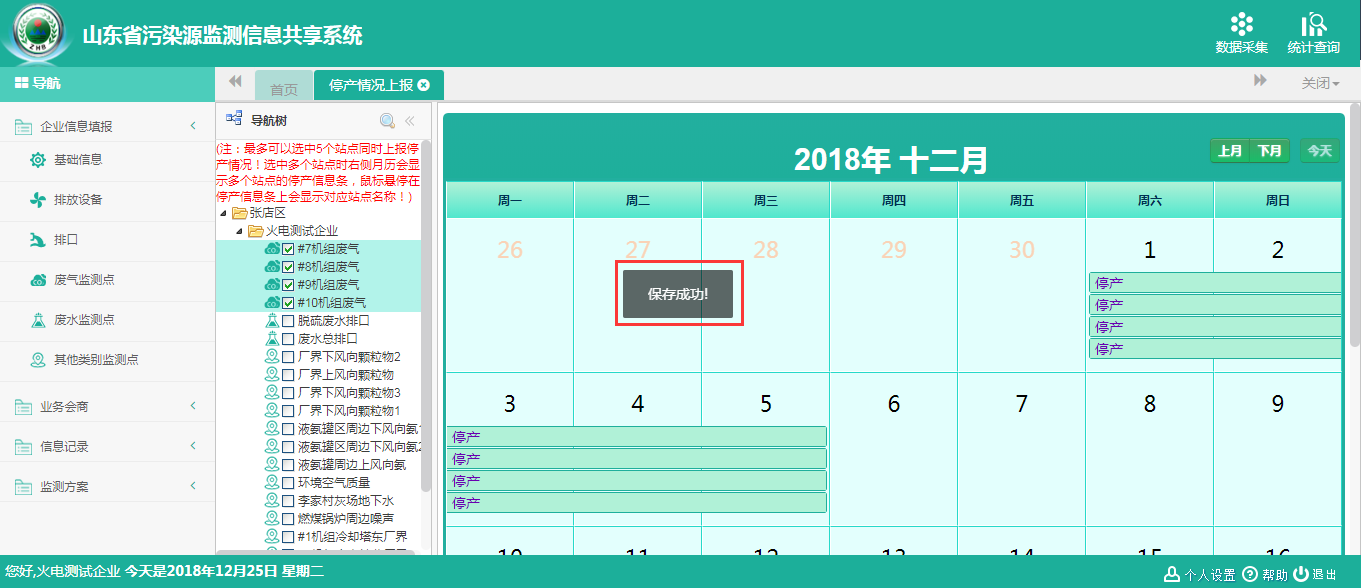 山东省污染源监测信息共享系统
数据采集
统计查询
导航
首页
停产情况上报
关闭
企业信息填报
基础信息
排放设备
排口
废气监测点
废水监测点
其他类别监测点
业务会商
信息记录
监测方案
导航树
(注：最多可以选中5个站点同时上报停
产情况！选中多个站点时右侧月历会显
示多个站点的停产信息条，鼠标悬停在
停产信息条上会显示对应站点名称！)
张店区
火电测试企业
#7机组废气
#8机组废气
#9机组废气
#10机组废气
脱硫废水排口
废水总排口
厂界下风向颗粒物2
厂界上风向颗粒物
厂界下风向颗粒物3
厂界下风向颗粒物1
液氨罐区周边下风向氨1
液氨罐区周边下风向氨2
液氨罐周边上风向氨
环境空气质量
李家村灰场地下水
燃煤锅炉周边噪声
#1机组冷却塔东厂界
2018年 十二月
上月 下月 今天
周一 周二 周三 周四 周五 周六 周日
26 27 28 29 30 1 2
保存成功!
停产
停产
停产
停产
3 4 5 6 7 8 9
停产
停产
停产
停产
10 11 12 13 14 15 16
您好,火电测试企业 今天是2018年12月25日 星期二
个人设置 帮助 退出